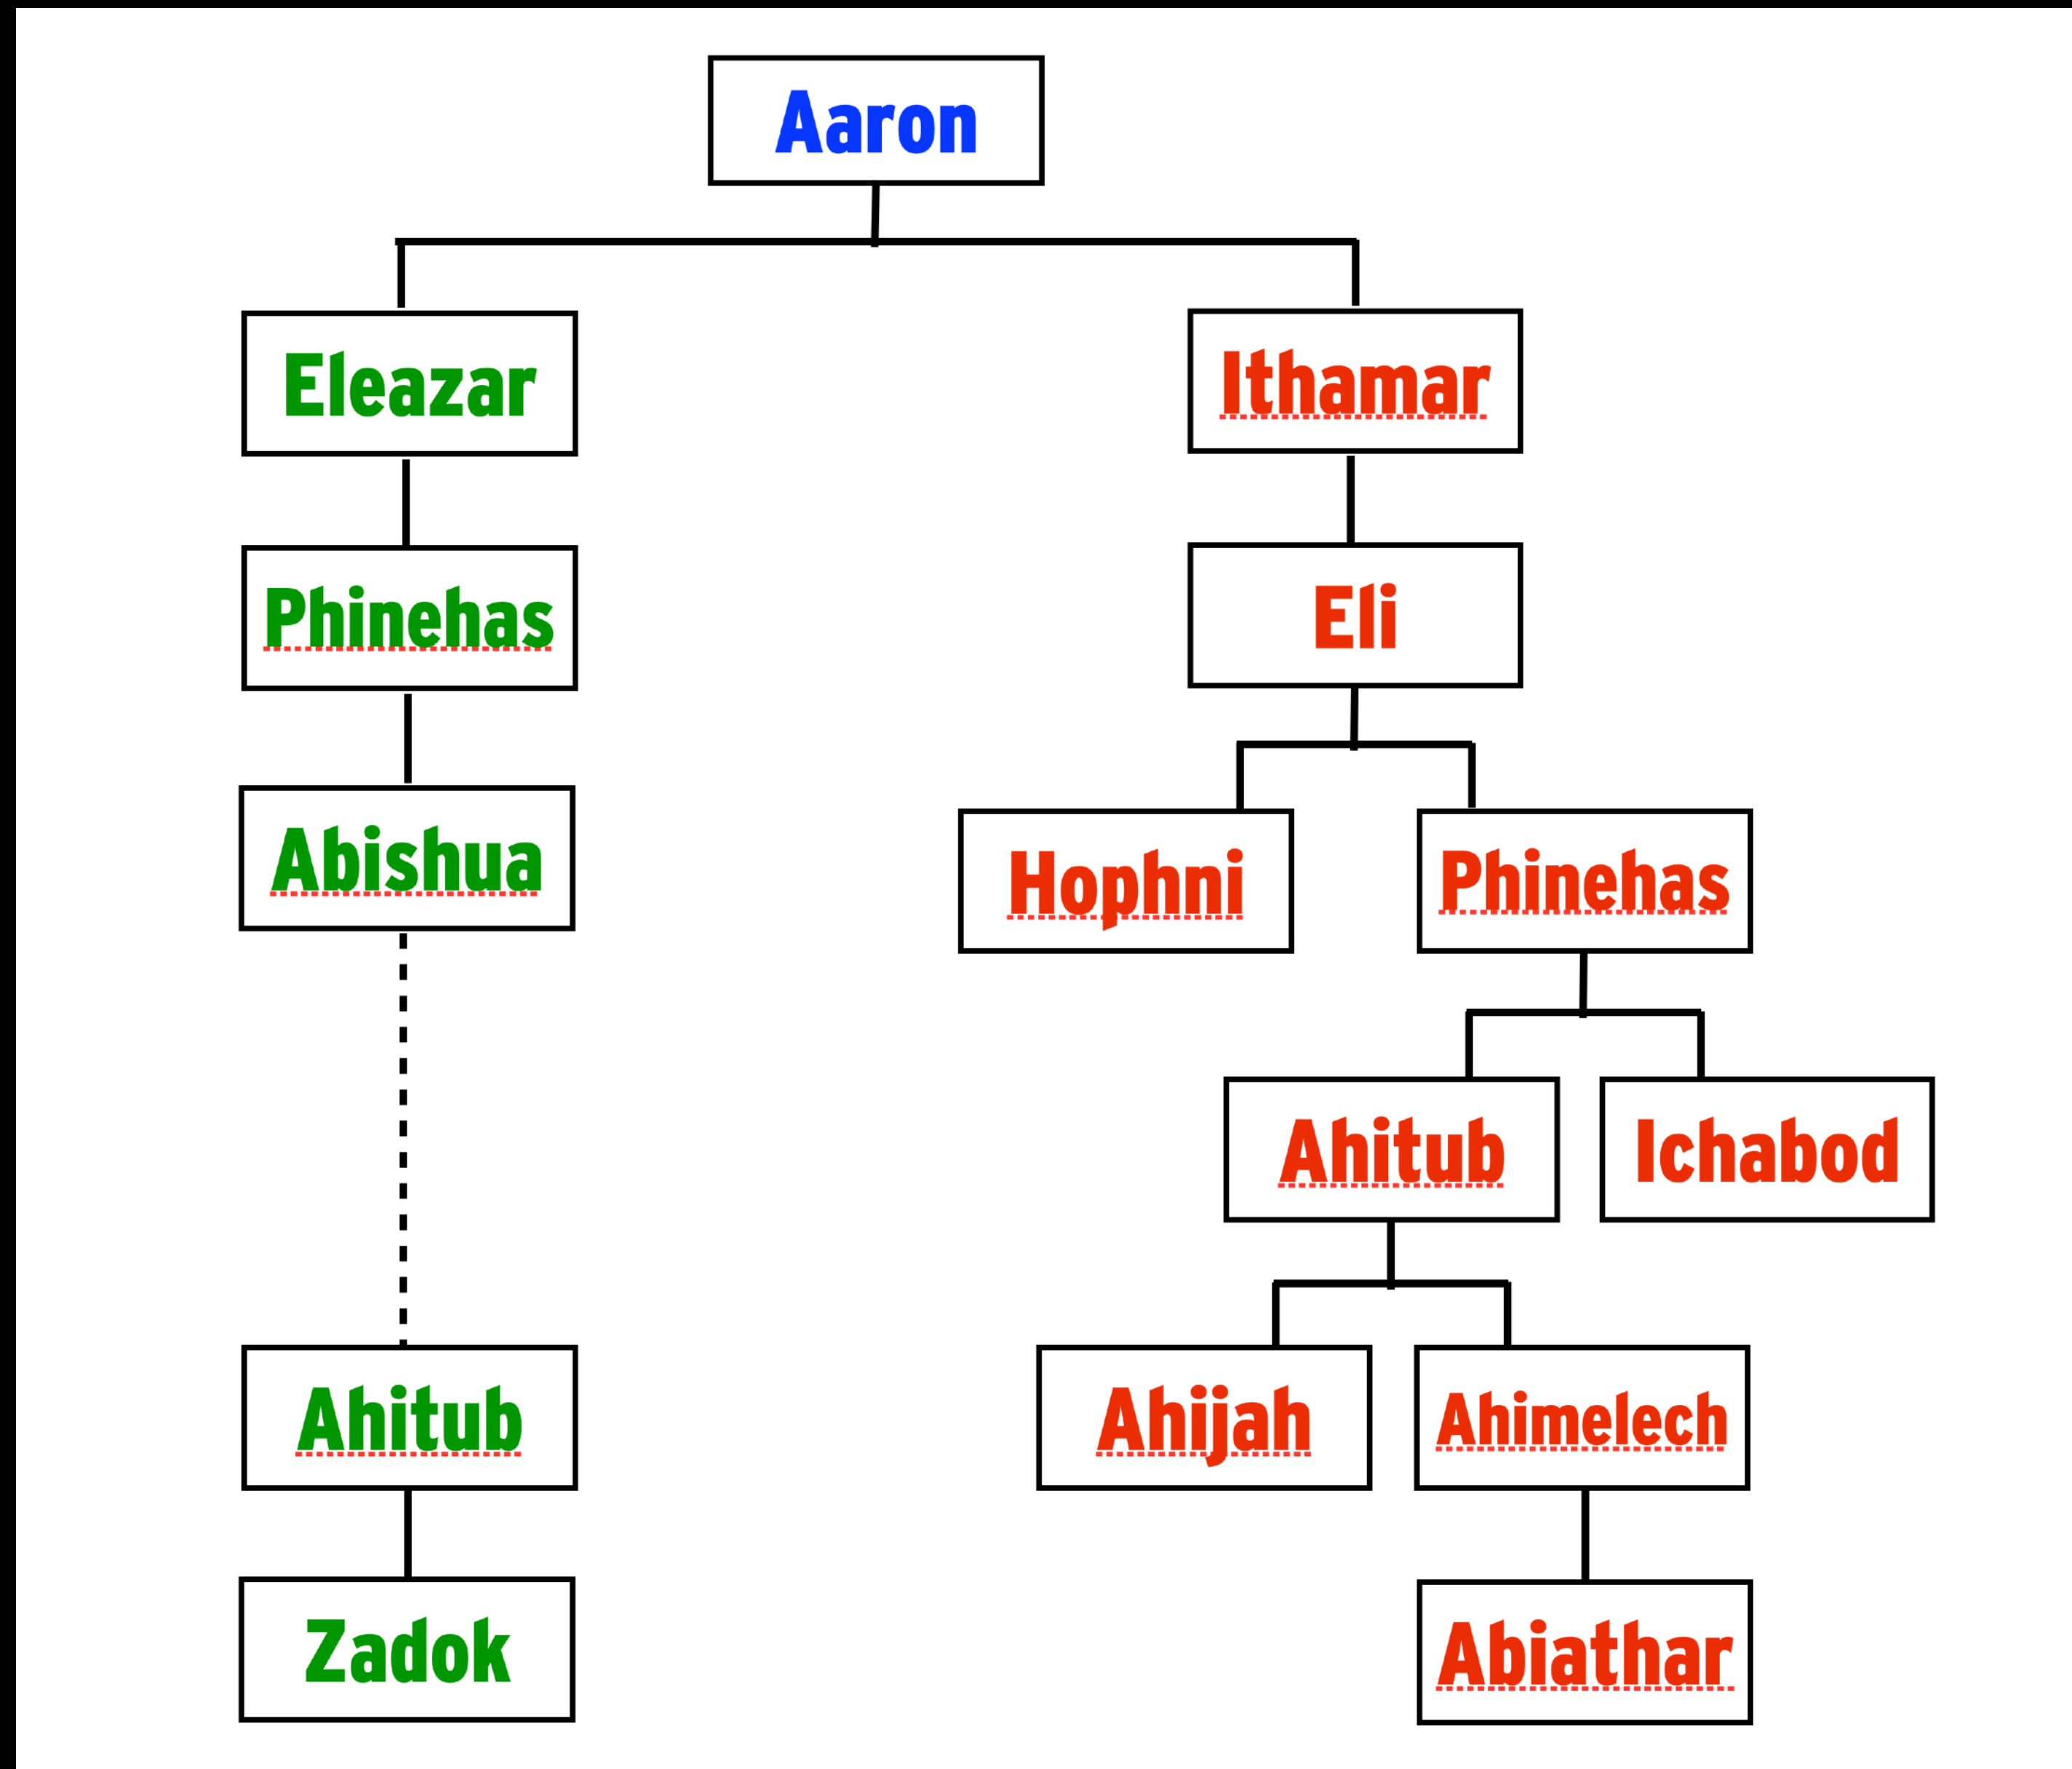 Aaron
Eleazar
Ithamar
Phinehas
Eli
Abishua
Hophni
Phinehas
Ahitub
Ichabod
Ahitub
Ahijah
Ahimelech
Zadok
Abiathar